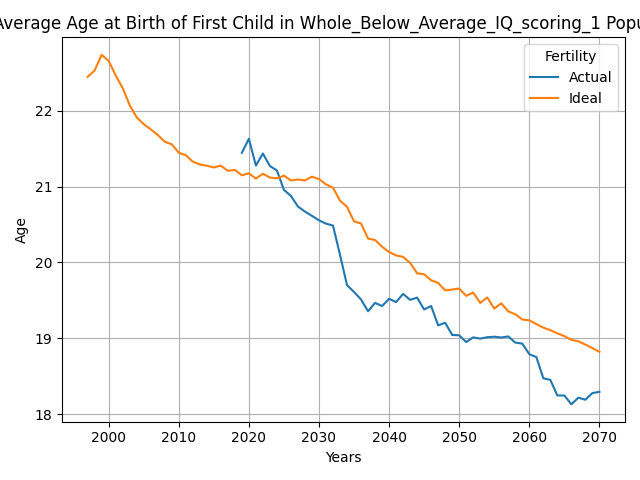 Average Age at Birth of First Child in Whole_Below_Average_IQ_scoring_1
Fertility
Actual
Ideal
22
21
20
19
18
Age
2000
2010
2020
2030
2040
2050
2060
2070
Years